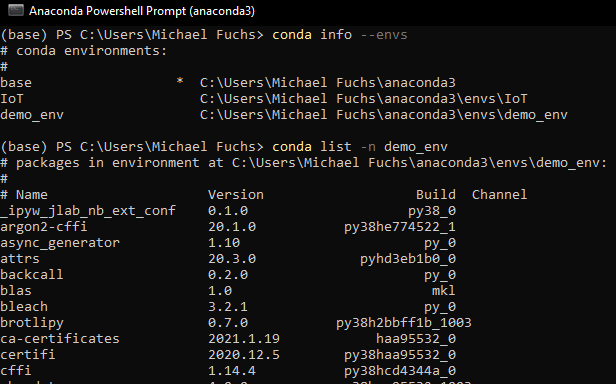 Anaconda Powershell Prompt (anaconda3)
(base) PS C:\Users\Michael Fuchs> conda info --envs
# conda environments:
#
base                  *  C:\Users\Michael Fuchs\anaconda3
IoT                      C:\Users\Michael Fuchs\anaconda3\envs\IoT
demo_env                 C:\Users\Michael Fuchs\anaconda3\envs\demo_env
(base) PS C:\Users\Michael Fuchs> conda list -n demo_env
# packages in environment at C:\Users\Michael Fuchs\anaconda3\envs\demo_env:
#
# Name                    Version                   Build  Channel
_ipyw_jlab_nb_ext_conf    0.1.0                    py38_0
argon2-cffi               20.1.0           py38he774522_1
async_generator           1.10                       py_0
attrs                     20.3.0             pyhd3eb1b0_0
backcall                  0.2.0                      py_0
blas                      1.0                         mkl
bleach                    3.2.1                      py_0
brotlipy                  0.7.0           py38h2bbff1b_1003
ca-certificates           2021.1.19            haa95532_0
certifi                   2020.12.5        py38haa95532_0
cffi                      1.14.4           py38hcd4344a_0